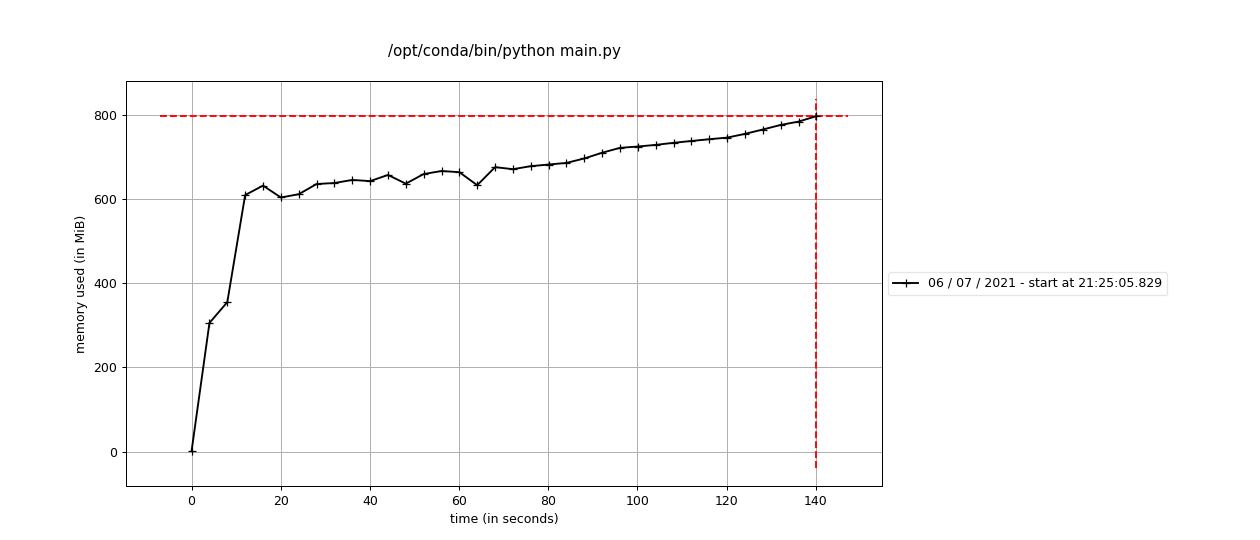 /opt/conda/bin/python main.py
800
600
400
200
0
memory used (in MiB)
0 20 40 60 80 100 120 140
time (in seconds)
06 / 07 / 2021 - start at 21:25:05.829